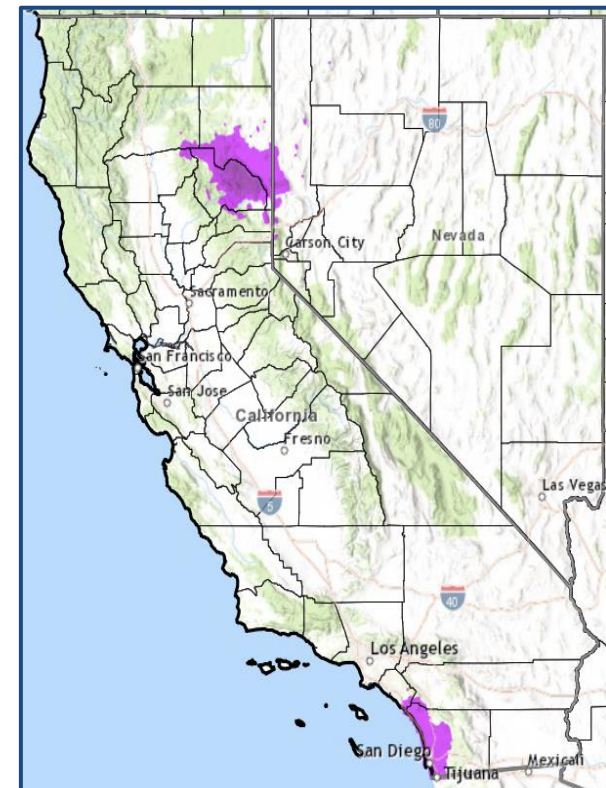 80
Carson City
Nevada
Sacramento
San Francisco
San Jose
California
Fresno
5
Las Vegas
40
Los Angeles
San Diego
Tijuana
Mexicali